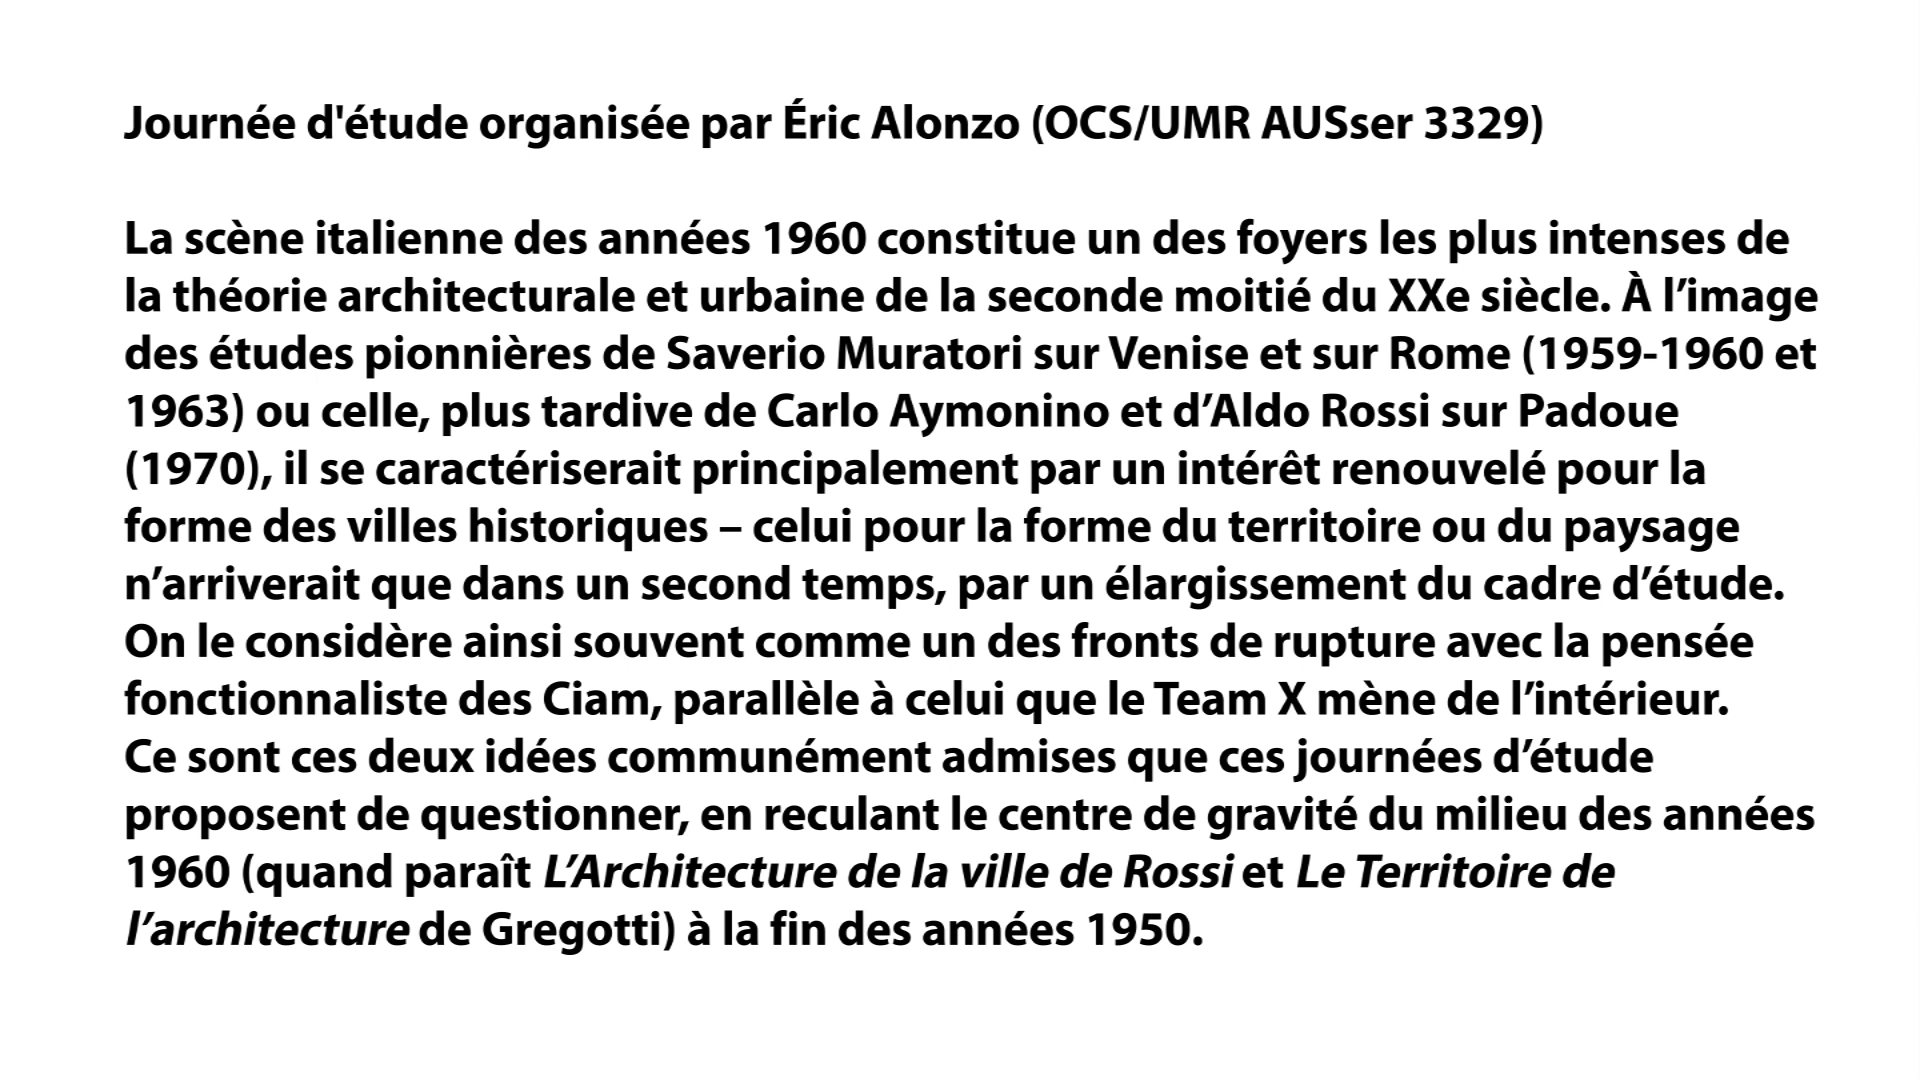 Journée d'étude organisée par Éric Alonzo (OCS/UMR AUSser 3329)
La scène italienne des années 1960 constitue un des foyers les plus intenses de
la théorie architecturale et urbaine de la seconde moitié du XXe siècle. À l’image
des études pionnières de Saverio Muratori sur Venise et sur Rome (1959-1960 et
1963) ou celle, plus tardive de Carlo Aymonino et d’Aldo Rossi sur Padoue
(1970), il se caractériserait principalement par un intérêt renouvelé pour la
forme des villes historiques – celui pour la forme du territoire ou du paysage
n’arriverait que dans un second temps, par un élargissement du cadre d’étude.
On le considère ainsi souvent comme un des fronts de rupture avec la pensée
fonctionnaliste des Ciam, parallèle à celui que le Team X mène de l’intérieur.
Ce sont ces deux idées communément admises que ces journées d’étude
proposent de questionner, en reculant le centre de gravité du milieu des années
1960 (quand paraît L’Architecture de la ville de Rossi et Le Territoire de
l’architecture de Gregotti) à la fin des années 1950.